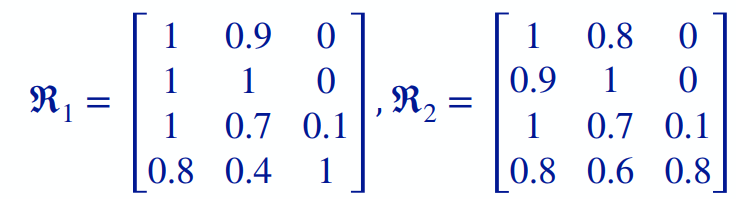 ℜ₁ = [ 1 0.9 0
1 1 0
1 0.7 0.1
0.8 0.4 1 ] , ℜ₂ = [ 1 0.8 0
0.9 1 0
1 0.7 0.1
0.8 0.6 0.8 ]